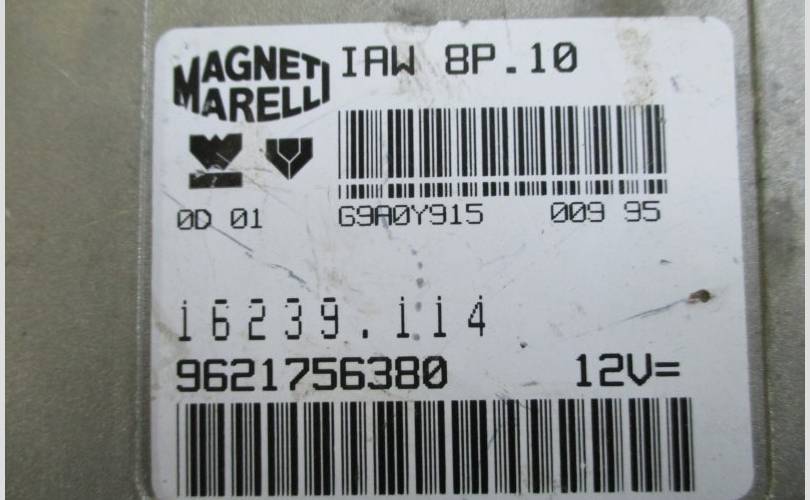 MAGNETI MARELLI
IAW 8P.10
0D 01
G9A0Y915 009 95
16239.114
9621756380 12V=